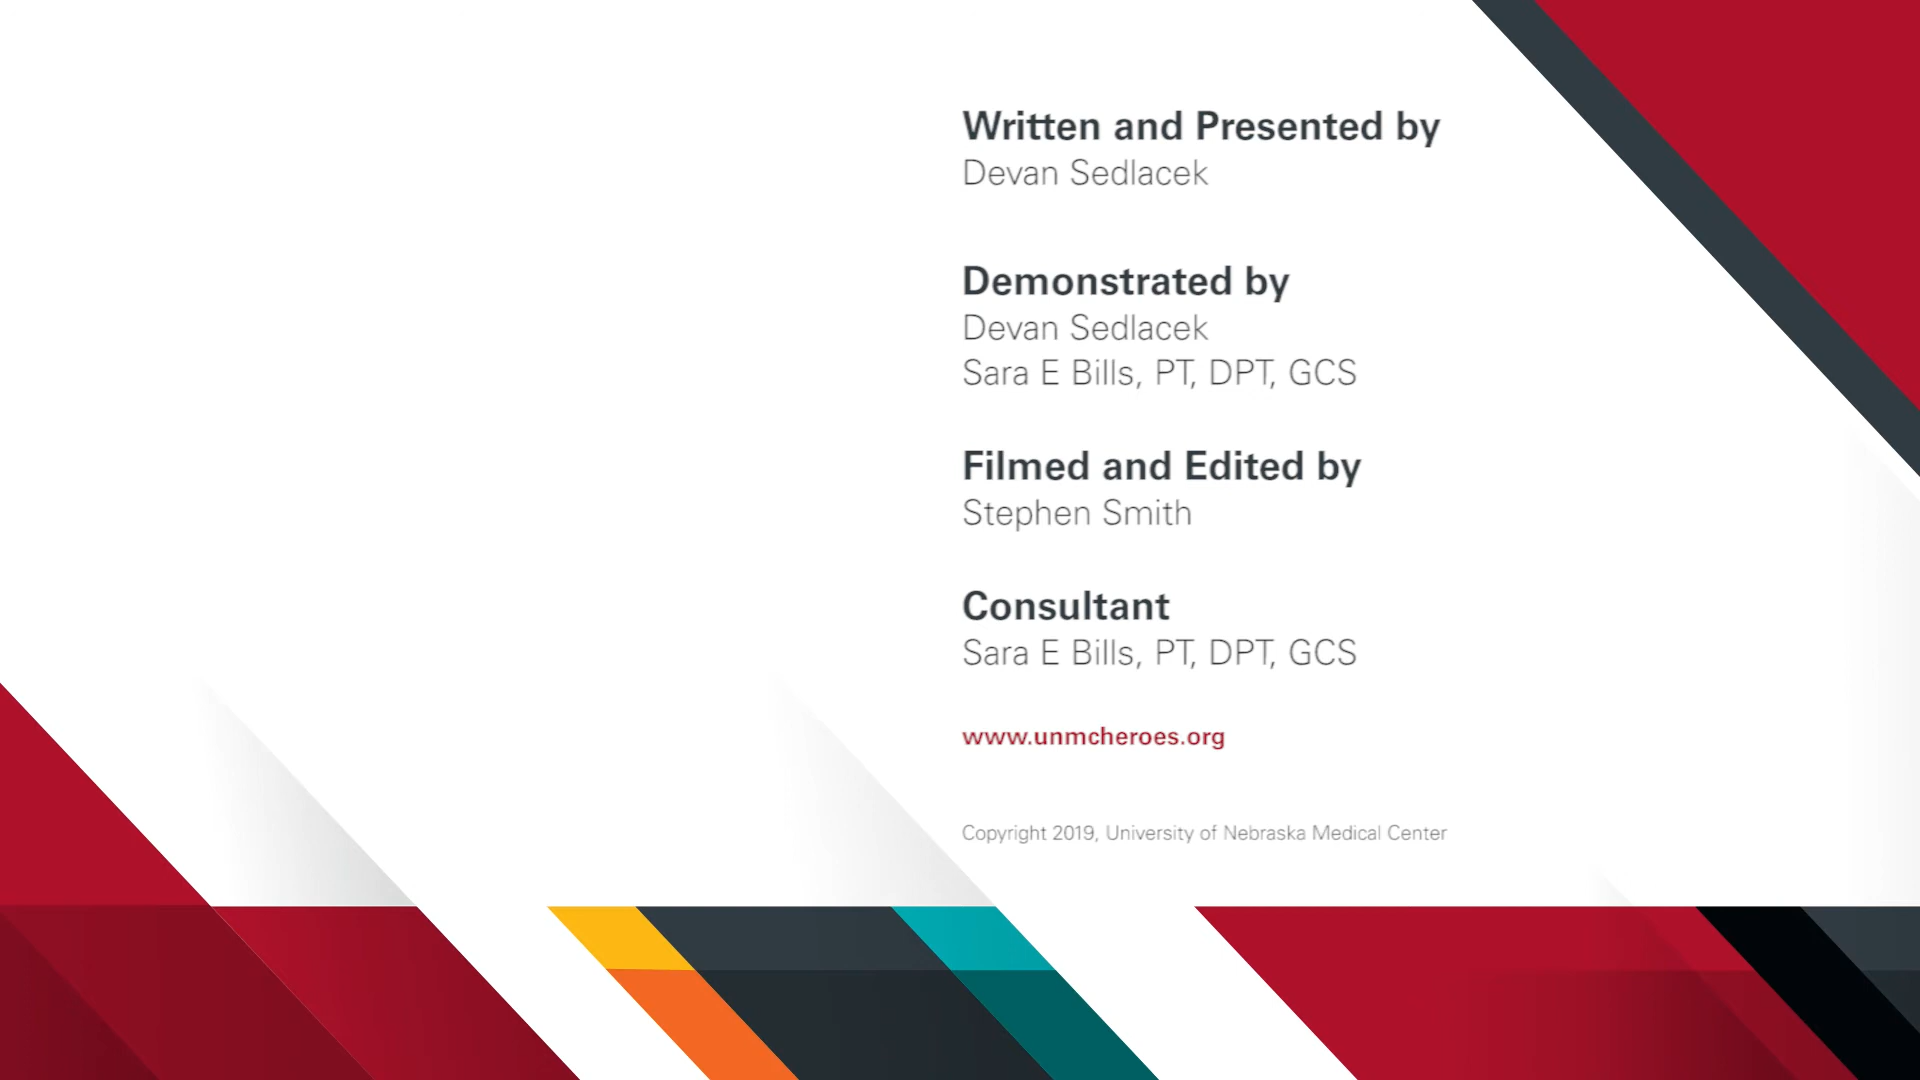 Written and Presented by
Devan Sedlacek
Demonstrated by
Devan Sedlacek
Sara E Bills, PT, DPT, GCS
Filmed and Edited by
Stephen Smith
Consultant
Sara E Bills, PT, DPT, GCS
www.unmcheroes.org
Copyright 2019, University of Nebraska Medical Center